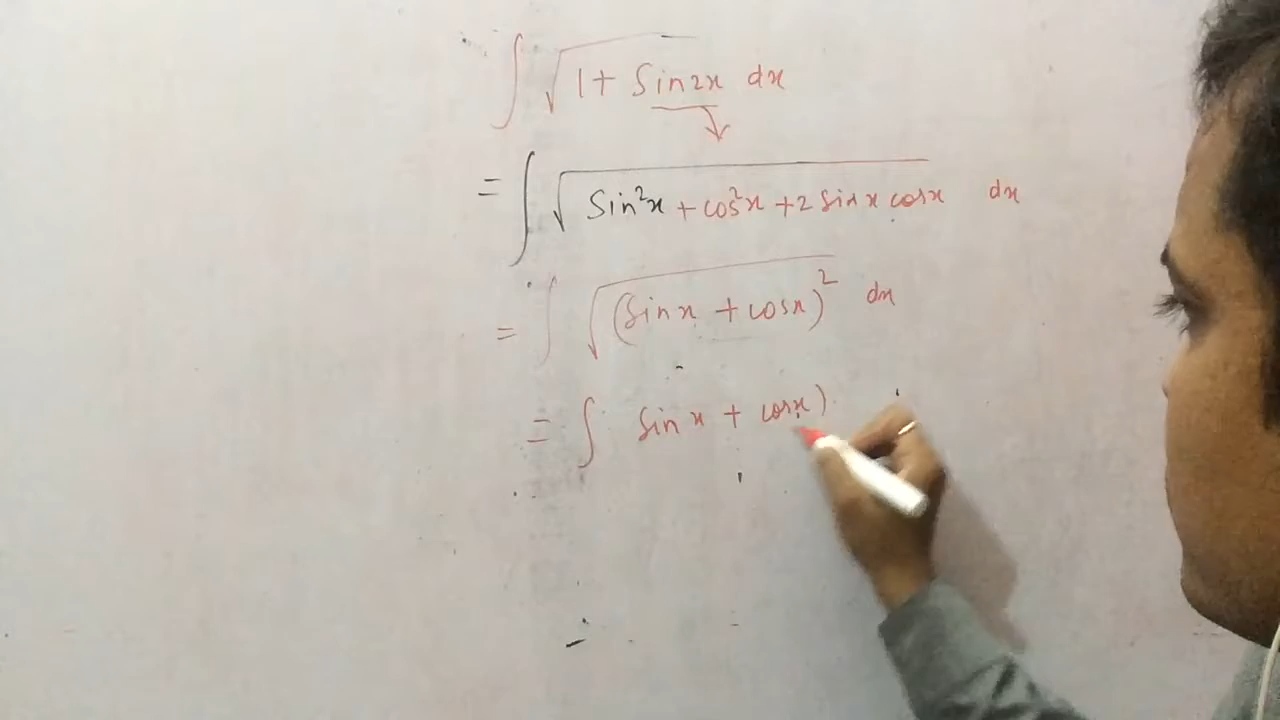 ∫ √1 + Sin2x dx
= ∫ √Sin²x + cos²x + 2 Sinx cosx dx
= ∫ √(Sinx + cosx)² dx
= ∫ Sinx + cosx)